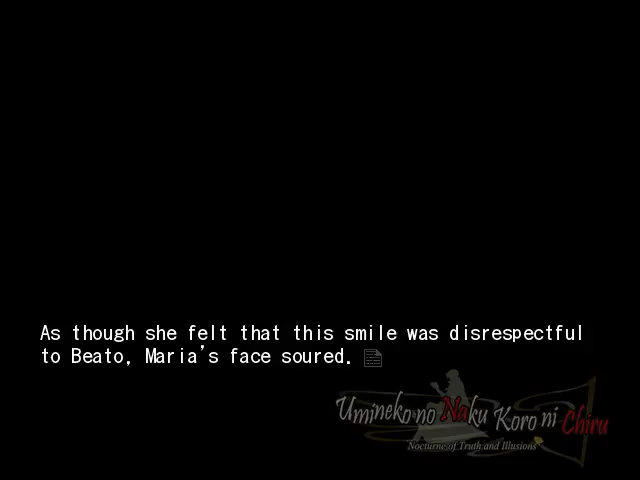 As though she felt that this smile was disrespectful
to Beato, Maria's face soured.
Umineko no Naku Koro ni Chiru
Nocturne of Truth and Illusions